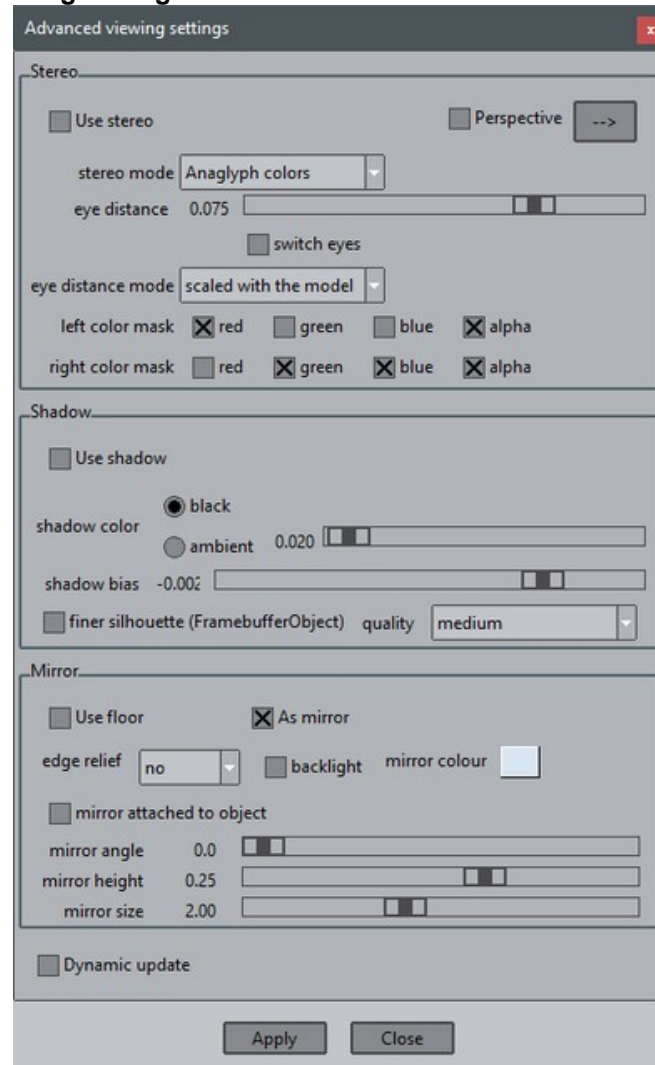 Advanced viewing settings x
Stereo
Use stereo Perspective -->
stereo mode Anaglyph colors
eye distance 0.075
switch eyes
eye distance mode scaled with the model
left color mask red green blue alpha
right color mask red green blue alpha
Shadow
Use shadow
black
shadow color
ambient 0.020
shadow bias -0.002
finer silhouette (FramebufferObject) quality medium
Mirror
Use floor As mirror
edge relief no backlight mirror colour
mirror attached to object
mirror angle 0.0
mirror height 0.25
mirror size 2.00
Dynamic update
Apply Close